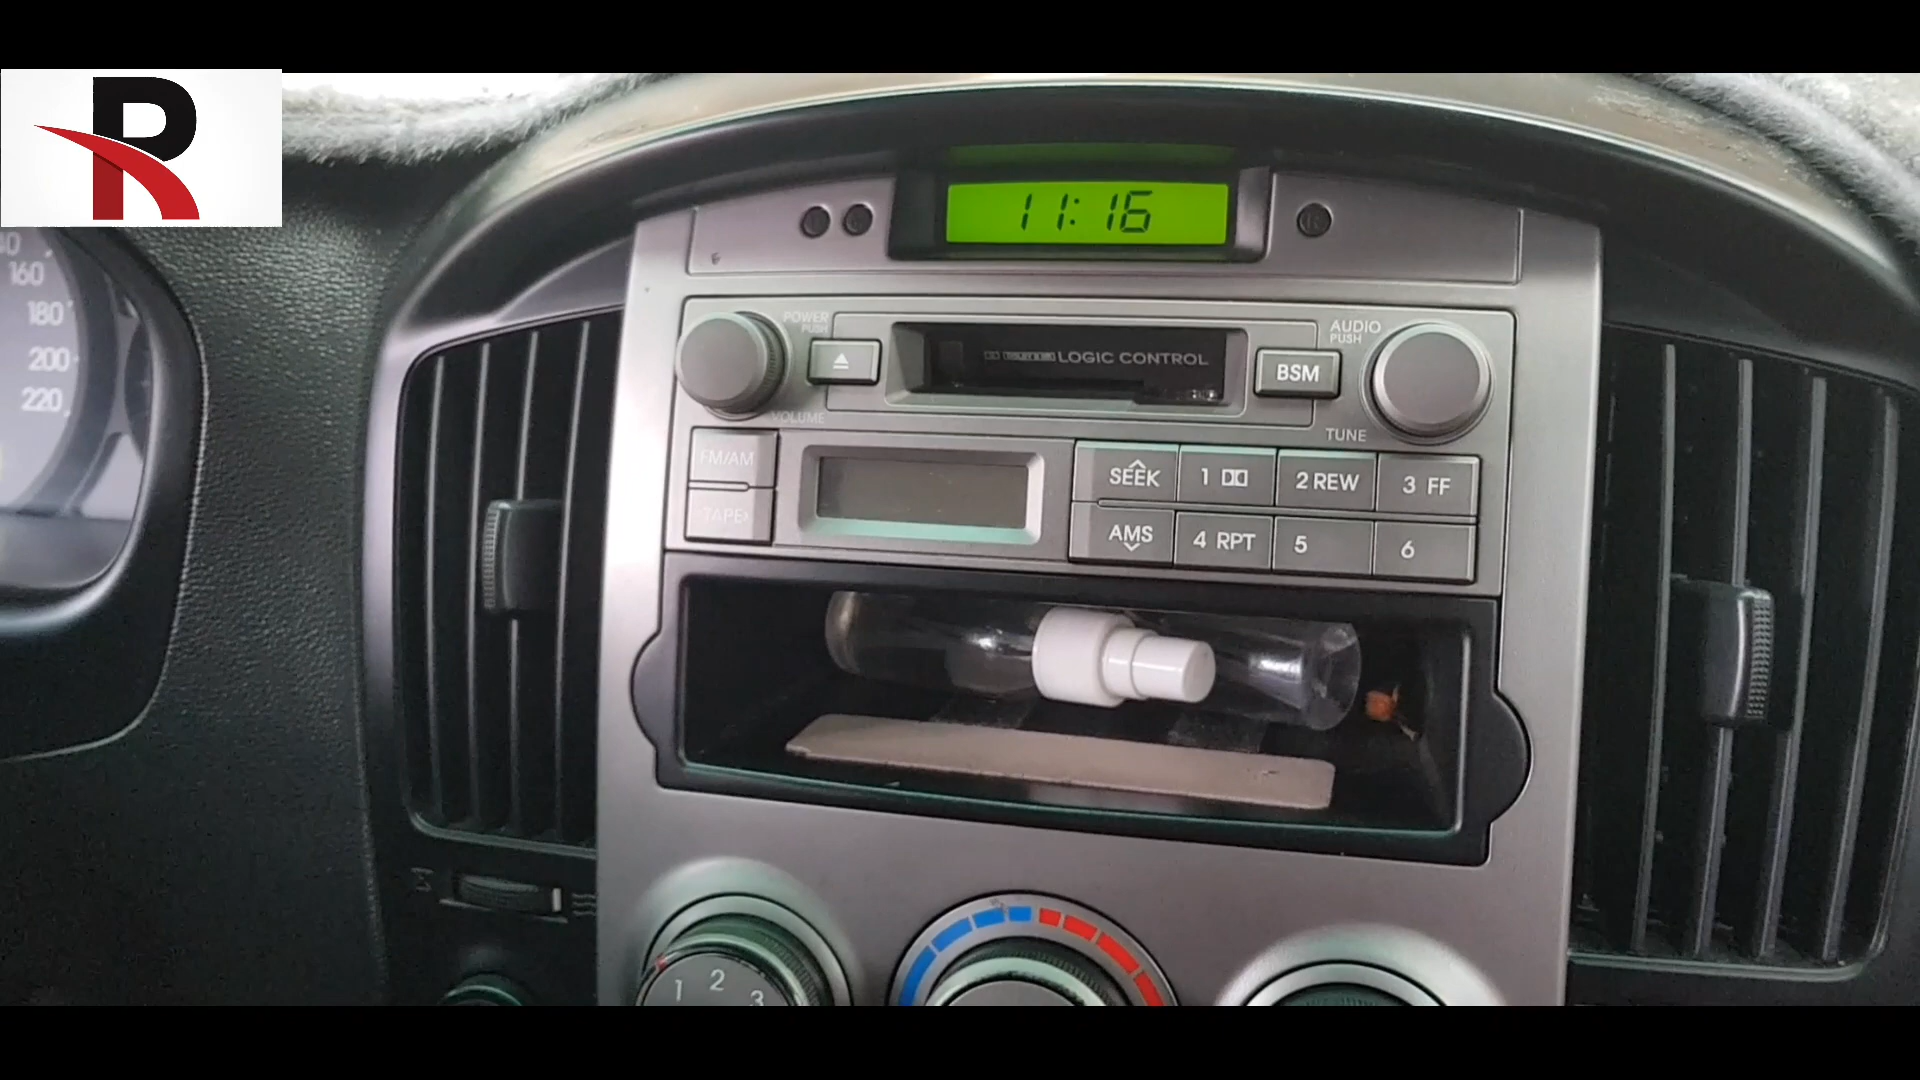 R
160
180
200
220
11:16
POWER
PUSH
VOLUME
LOGIC CONTROL
BSM
AUDIO
PUSH
TUNE
FM/AM
TAPE
SEEK
1
2 REW
3 FF
AMS
4 RPT
5
6
1
2
3